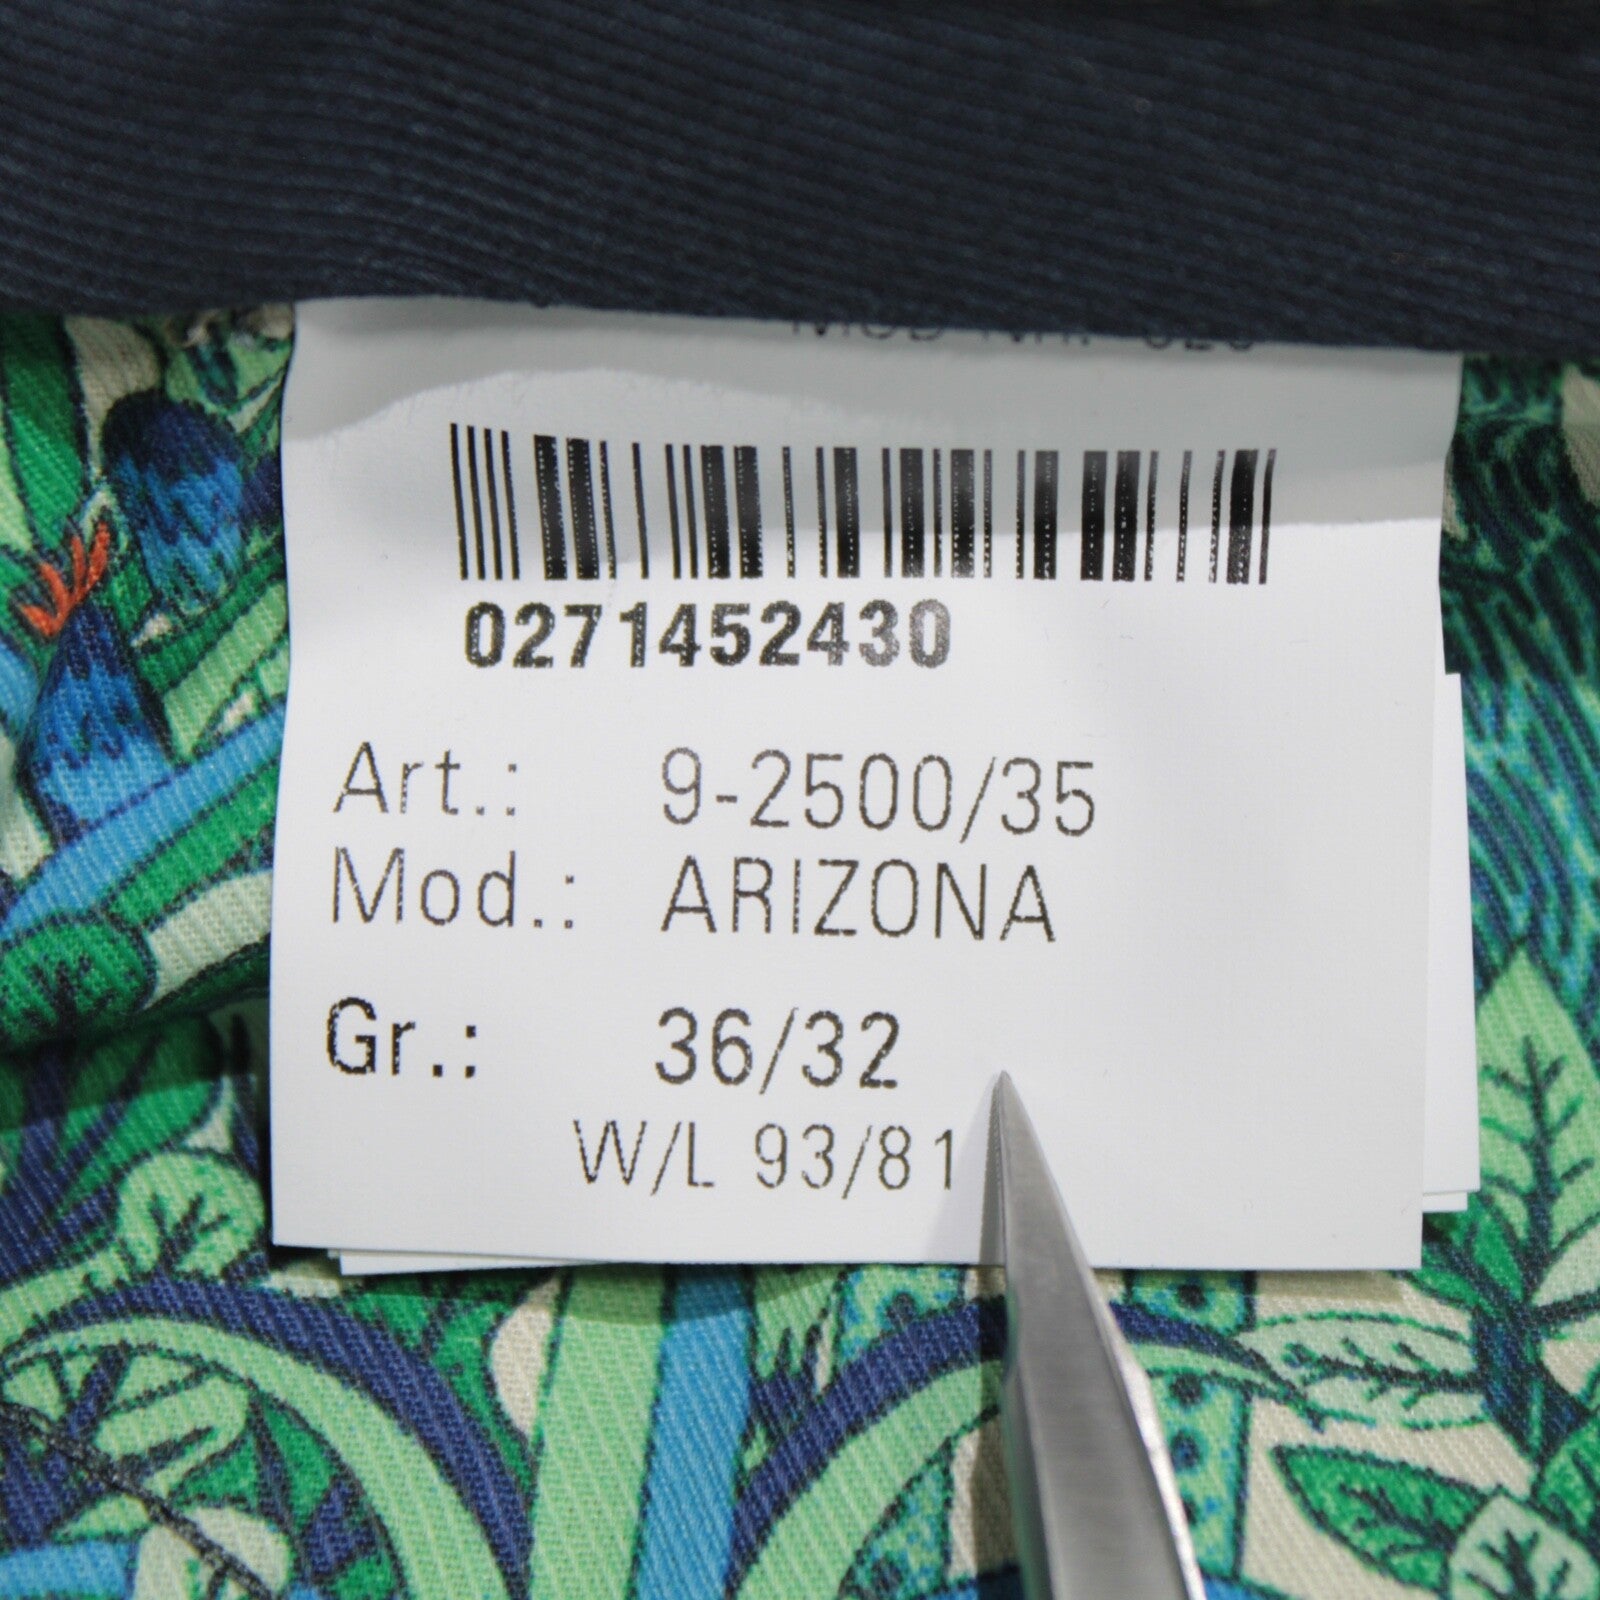 0271452430
Art.: 9-2500/35
Mod.: ARIZONA
Gr.: 36/32
W/L 93/81